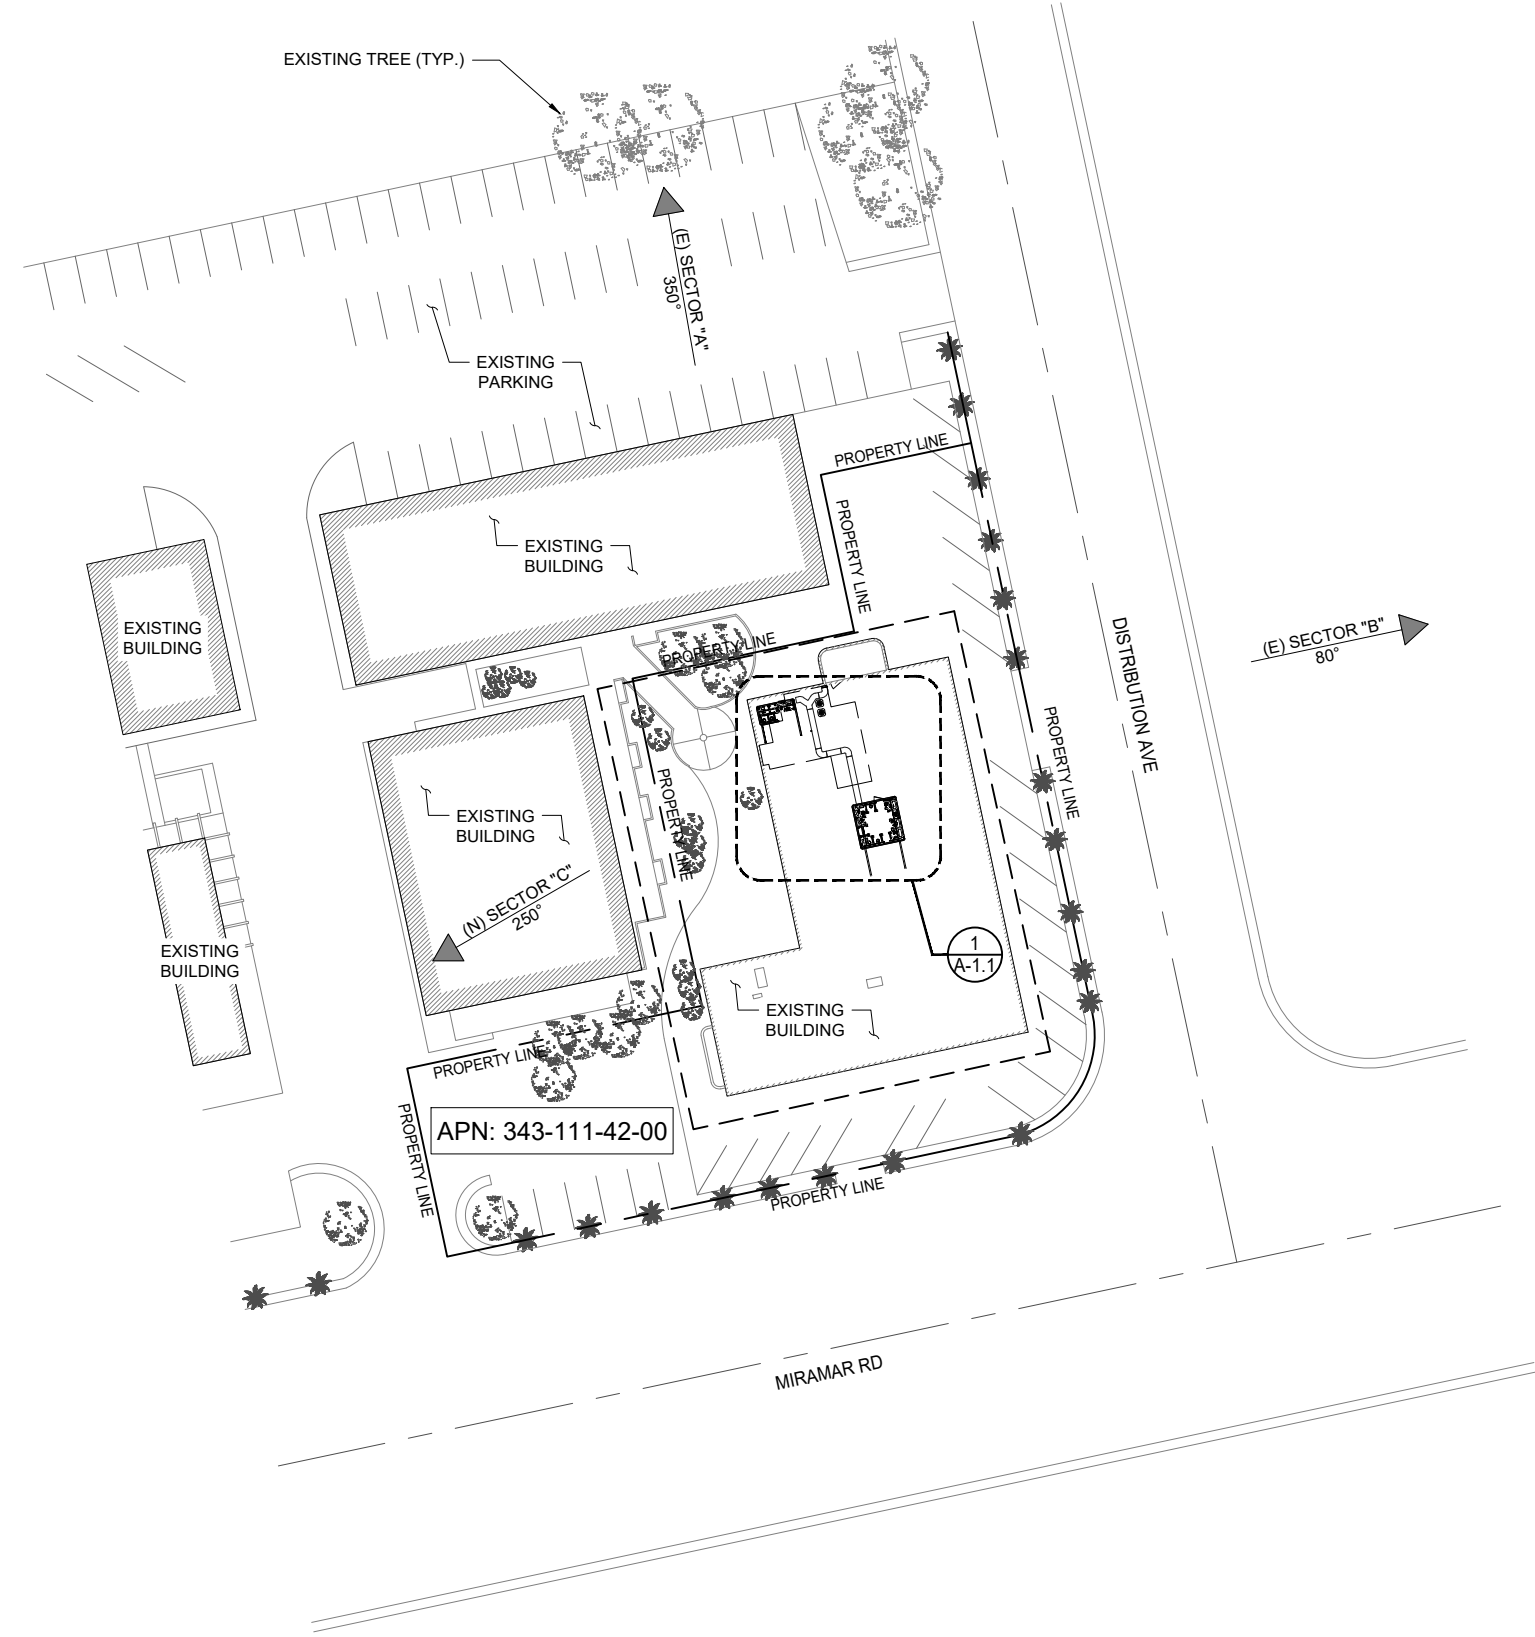 EXISTING TREE (TYP.)
(E) SECTOR "A"
350°
EXISTING
PARKING
PROPERTY LINE
PROPERTY LINE
EXISTING
BUILDING
EXISTING
BUILDING
PROPERTY LINE
DISTRIBUTION AVE
(E) SECTOR "B"
80°
PROPERTY LINE
PROPERTY LINE
EXISTING
BUILDING
(N) SECTOR "C"
250°
EXISTING
BUILDING
1
A-1.1
EXISTING
BUILDING
PROPERTY LINE
PROPERTY LINE
APN: 343-111-42-00
PROPERTY LINE
MIRAMAR RD